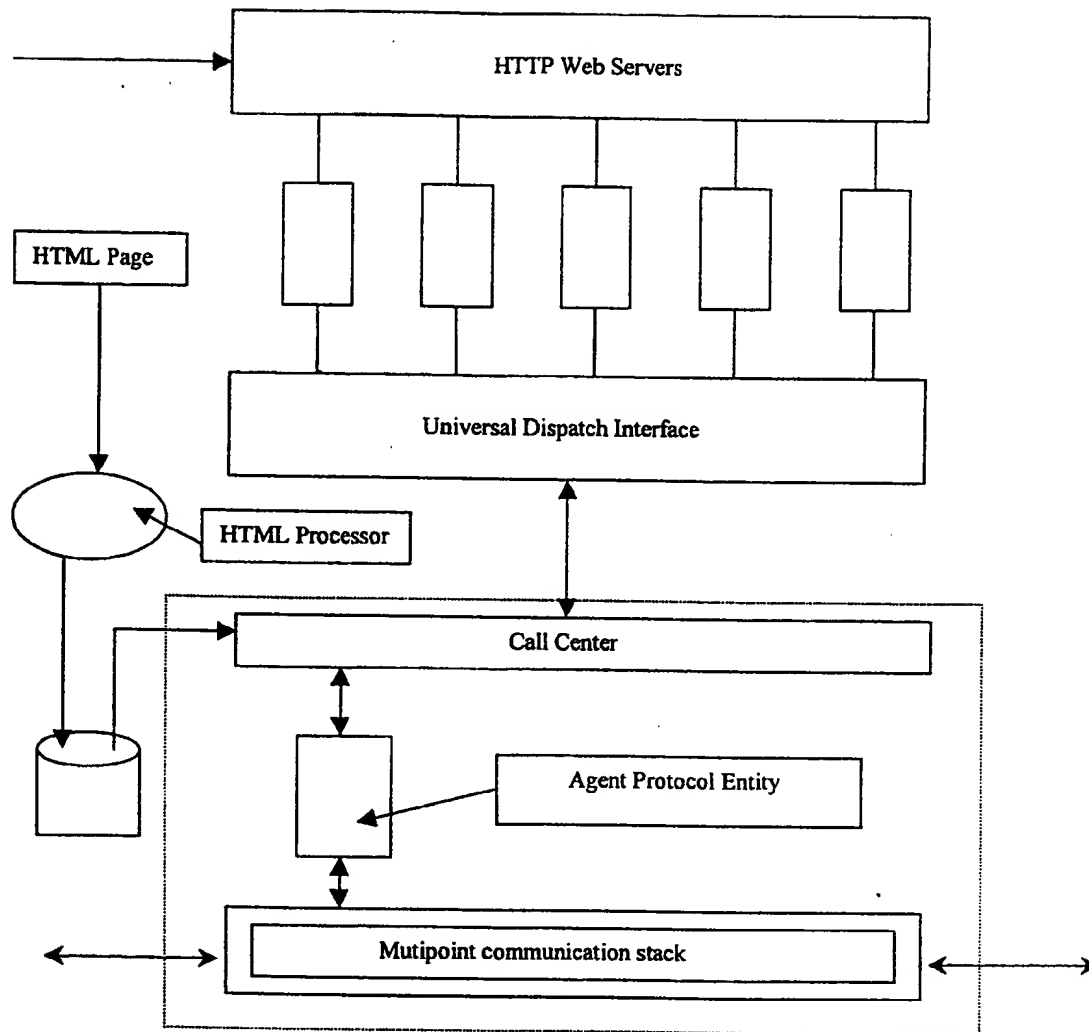 HTTP Web Servers
HTML Page
Universal Dispatch Interface
HTML Processor
Call Center
Agent Protocol Entity
Mutipoint communication stack